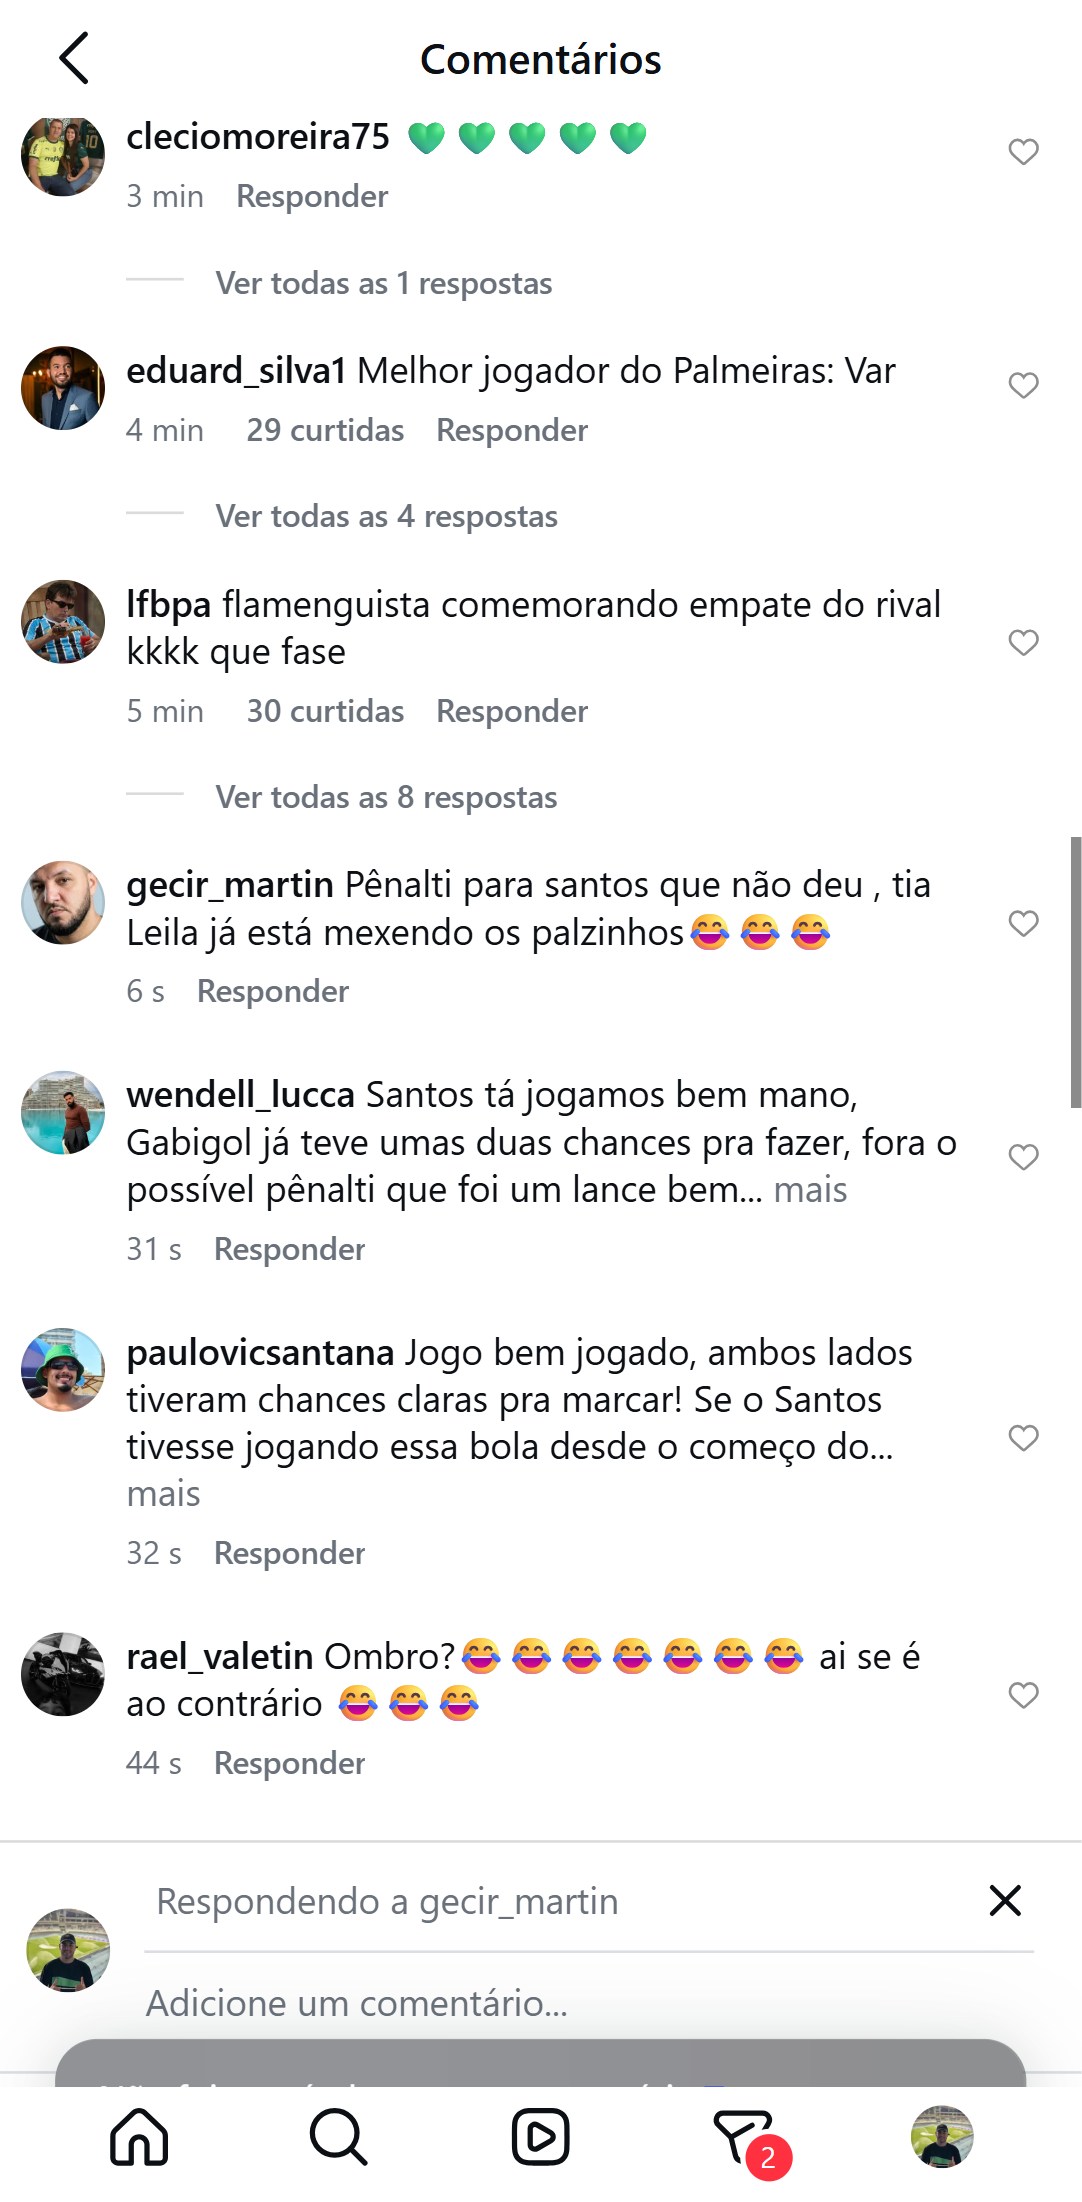 Comentários
cleciomoreira75 💚💚💚💚💚
3 min Responder
Ver todas as 1 respostas
eduard_silva1 Melhor jogador do Palmeiras: Var
4 min 29 curtidas Responder
Ver todas as 4 respostas
lfbpa flamenguista comemorando empate do rival
kkkk que fase
5 min 30 curtidas Responder
Ver todas as 8 respostas
gecir_martin Pênalti para santos que não deu , tia
Leila já está mexendo os palzinhos😂😂😂
6 s Responder
wendell_lucca Santos tá jogamos bem mano,
Gabigol já teve umas duas chances pra fazer, fora o
possível pênalti que foi um lance bem... mais
31 s Responder
paulovicsantana Jogo bem jogado, ambos lados
tiveram chances claras pra marcar! Se o Santos
tivesse jogando essa bola desde o começo do...
mais
32 s Responder
rael_valetin Ombro?😂😂😂😂😂😂😂 ai se é
ao contrário 😂😂😂
44 s Responder
Respondendo a gecir_martin
Adicione um comentário...
2